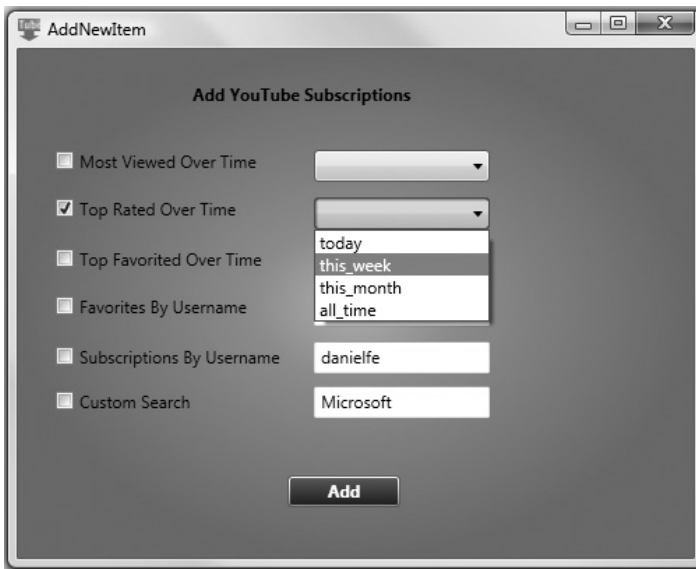 AddNewItem
Add YouTube Subscriptions
Most Viewed Over Time
Top Rated Over Time
today
Top Favorited Over Time
this_week
this_month
Favorites By Username
all_time
Subscriptions By Username
danielfe
Custom Search
Microsoft
Add